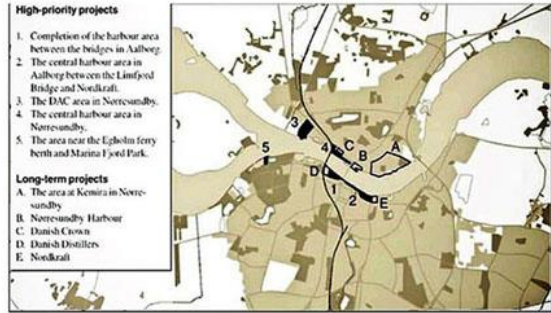 High-priority projects
1. Completion of the harbour area
between the bridges in Aalborg.
2. The central harbour area in
Aalborg between the Limfjord
Bridge and Nordkraft.
3. The DAC area in Nørresundby.
4. The central harbour area in
Nørresundby.
5. The area near the Egholm ferry
berth and Marina Fjord Park.
Long-term projects
A. The area at Kemira in Nørre-
sundby
B. Nørresundby Harbour
C. Danish Crown
D. Danish Distillers
E. Nordkraft
3
4
C
B
A
5
D
1
2
E